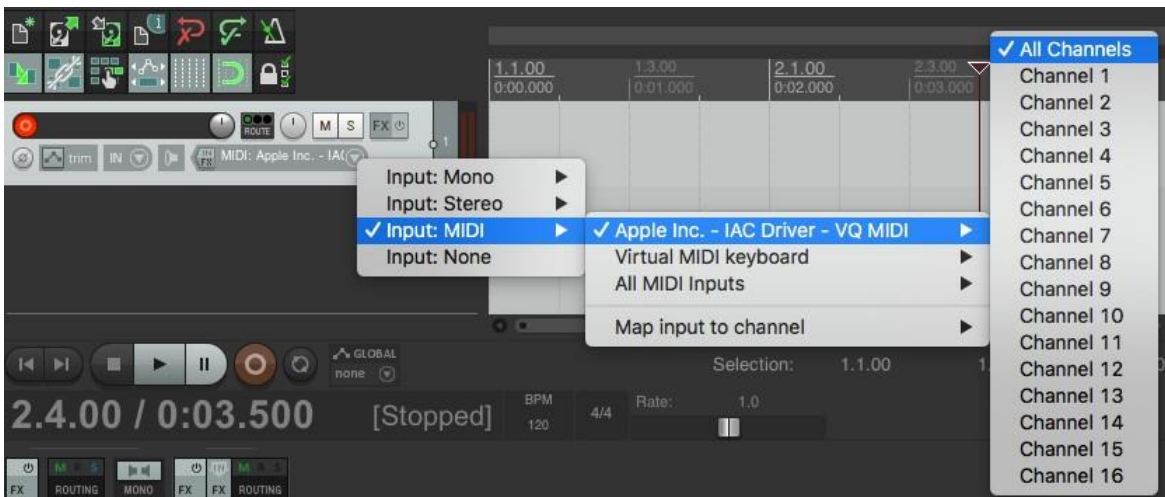 1.1.00
0:00.000
1.3.00
0:01.000
2.1.00
0:02.000
2.3.00
0:03.000
✓ All Channels
Channel 1
Channel 2
Channel 3
Channel 4
Channel 5
Channel 6
Channel 7
Channel 8
Channel 9
Channel 10
Channel 11
Channel 12
Channel 13
Channel 14
Channel 15
Channel 16
ROUTE
M S FX
1
trim IN IN FX MIDI: Apple Inc. - IAC
Input: Mono
Input: Stereo
✓ Input: MIDI
Input: None
✓ Apple Inc. - IAC Driver - VQ MIDI
Virtual MIDI keyboard
All MIDI Inputs
Map input to channel
GLOBAL
none
Selection: 1.1.00
2.4.00 / 0:03.500 [Stopped]
BPM
120
4/4
Rate: 1.0
FX
M R S
ROUTING
MONO
FX
IN
FX
M R S
ROUTING